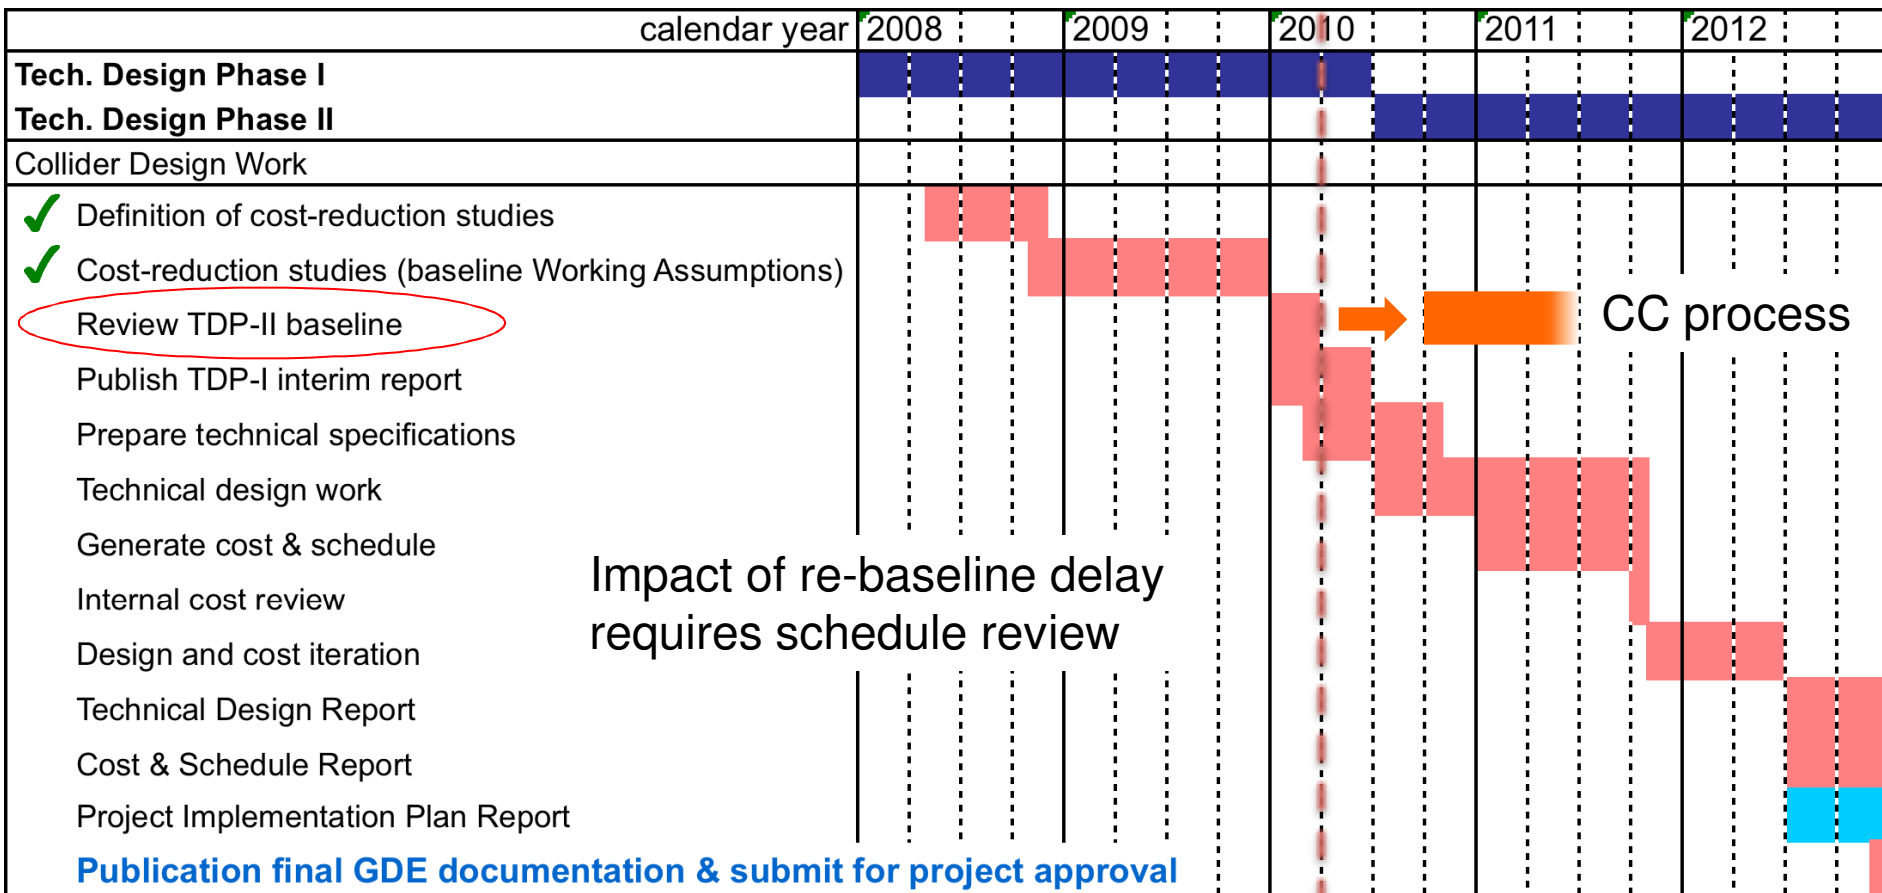 calendar year 2008 2009 2010 2011 2012
Tech. Design Phase I
Tech. Design Phase II
Collider Design Work
Definition of cost-reduction studies
Cost-reduction studies (baseline Working Assumptions)
Review TDP-II baseline
CC process
Publish TDP-I interim report
Prepare technical specifications
Technical design work
Generate cost & schedule
Impact of re-baseline delay
requires schedule review
Internal cost review
Design and cost iteration
Technical Design Report
Cost & Schedule Report
Project Implementation Plan Report
Publication final GDE documentation & submit for project approval